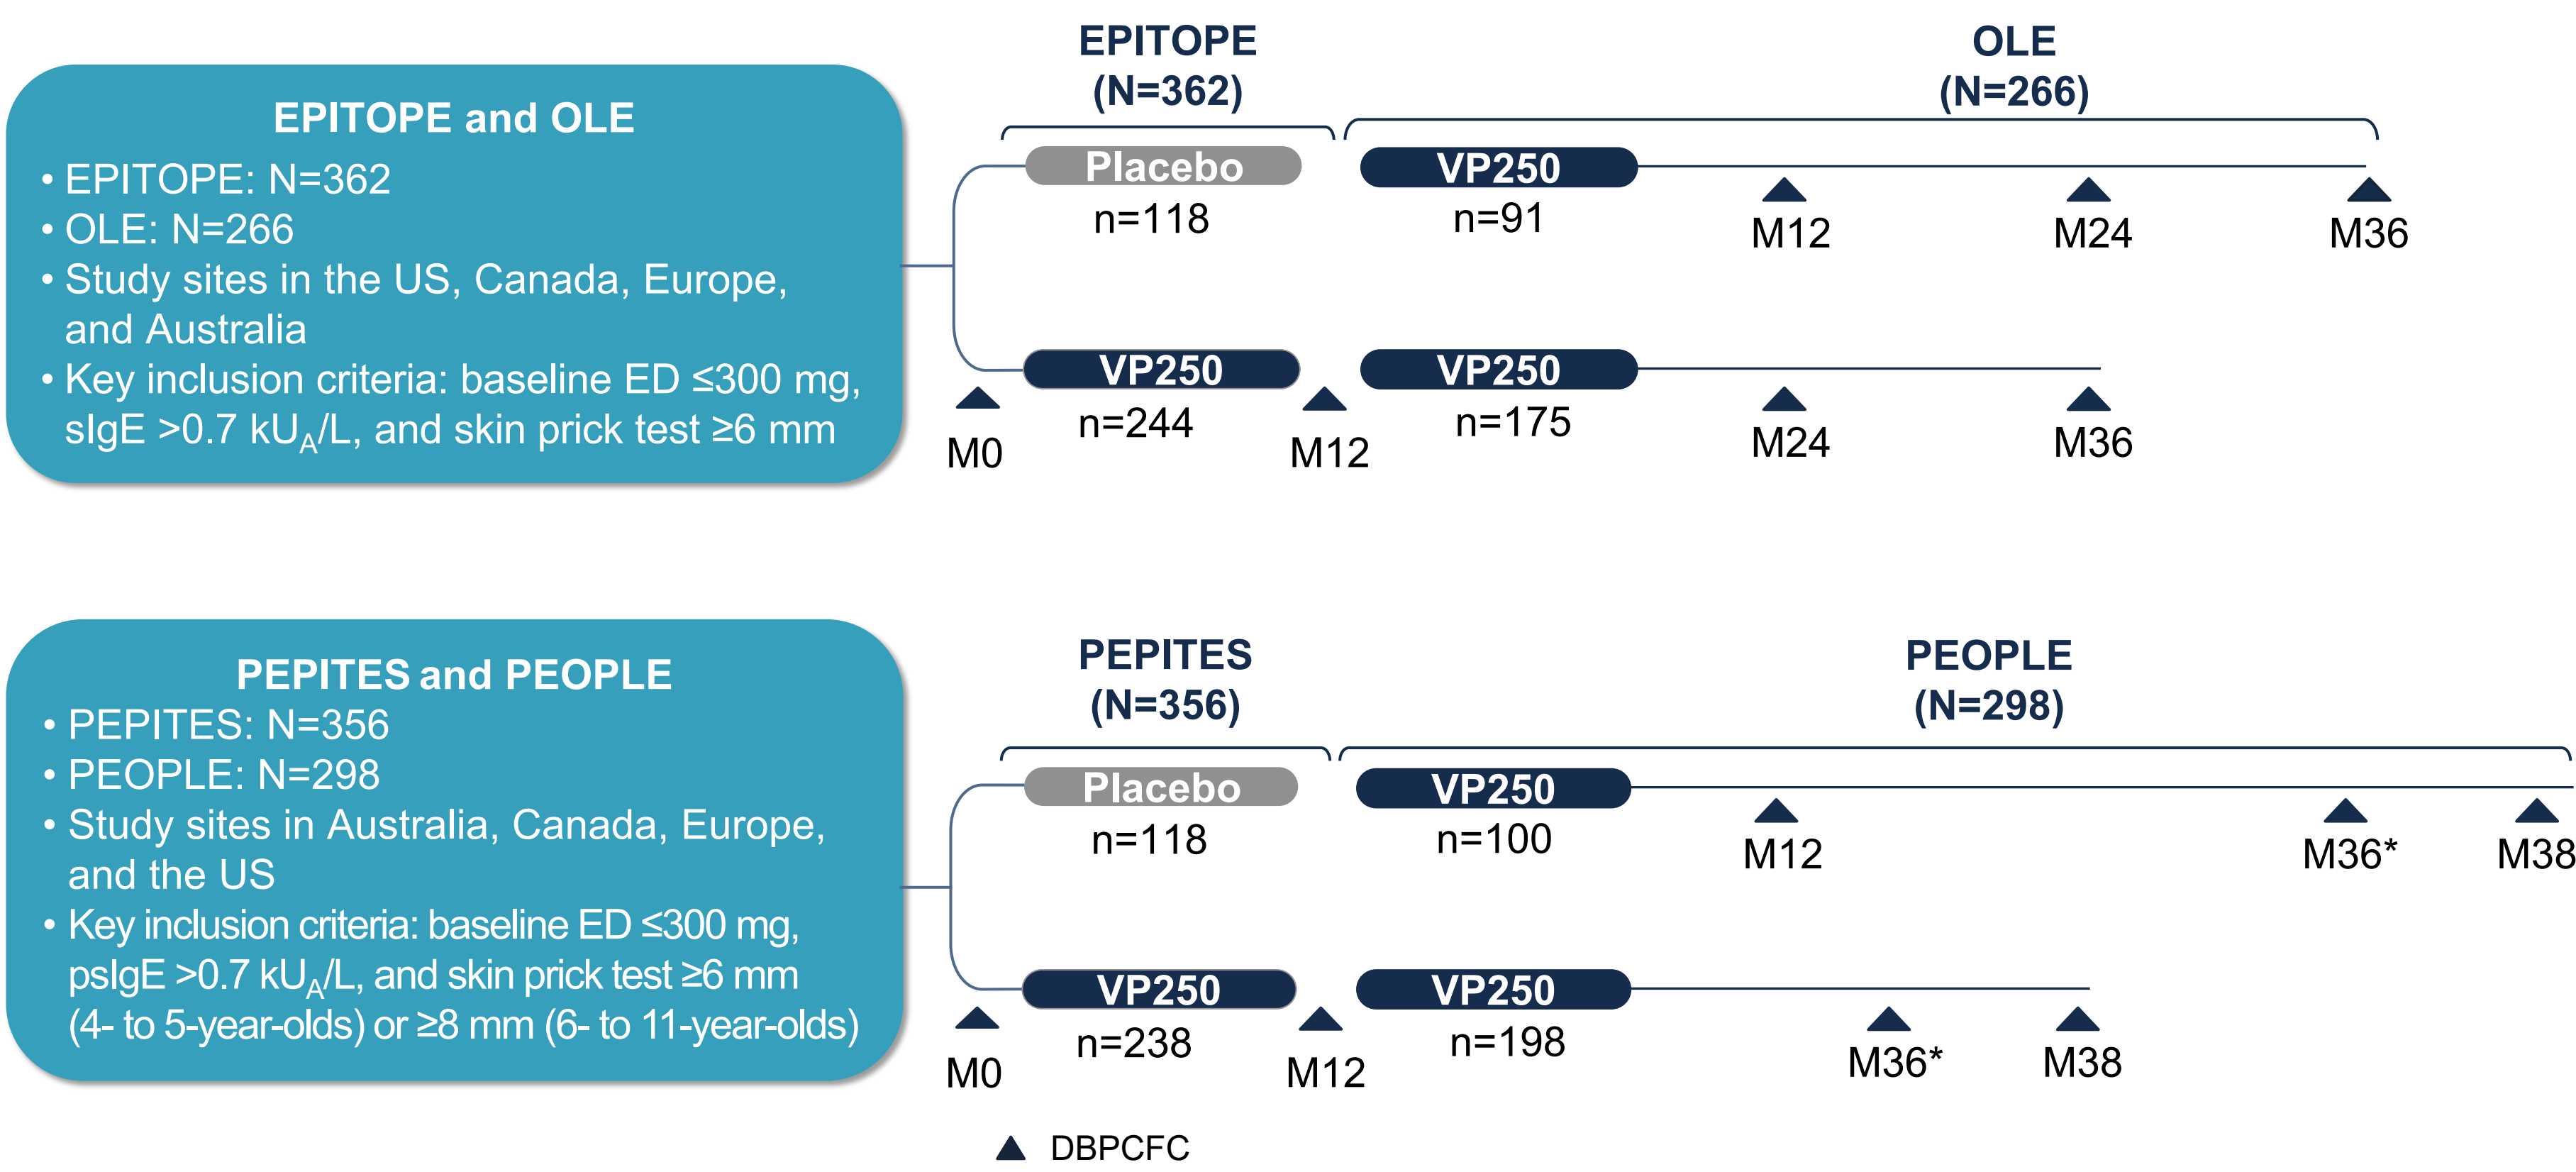 EPITOPE and OLE
• EPITOPE: N=362
• OLE: N=266
• Study sites in the US, Canada, Europe,
and Australia
• Key inclusion criteria: baseline ED ≤300 mg,
sIgE >0.7 kUA/L, and skin prick test ≥6 mm
EPITOPE
(N=362)
OLE
(N=266)
Placebo
n=118
VP250
n=91
M12
M24
M36
VP250
n=244
VP250
n=175
M0
M12
M24
M36
PEPITES and PEOPLE
• PEPITES: N=356
• PEOPLE: N=298
• Study sites in Australia, Canada, Europe,
and the US
• Key inclusion criteria: baseline ED ≤300 mg,
psIgE >0.7 kUA/L, and skin prick test ≥6 mm
(4- to 5-year-olds) or ≥8 mm (6- to 11-year-olds)
PEPITES
(N=356)
PEOPLE
(N=298)
Placebo
n=118
VP250
n=100
M12
M36*
M38
VP250
n=238
VP250
n=198
M0
M12
M36*
M38
DBPCFC